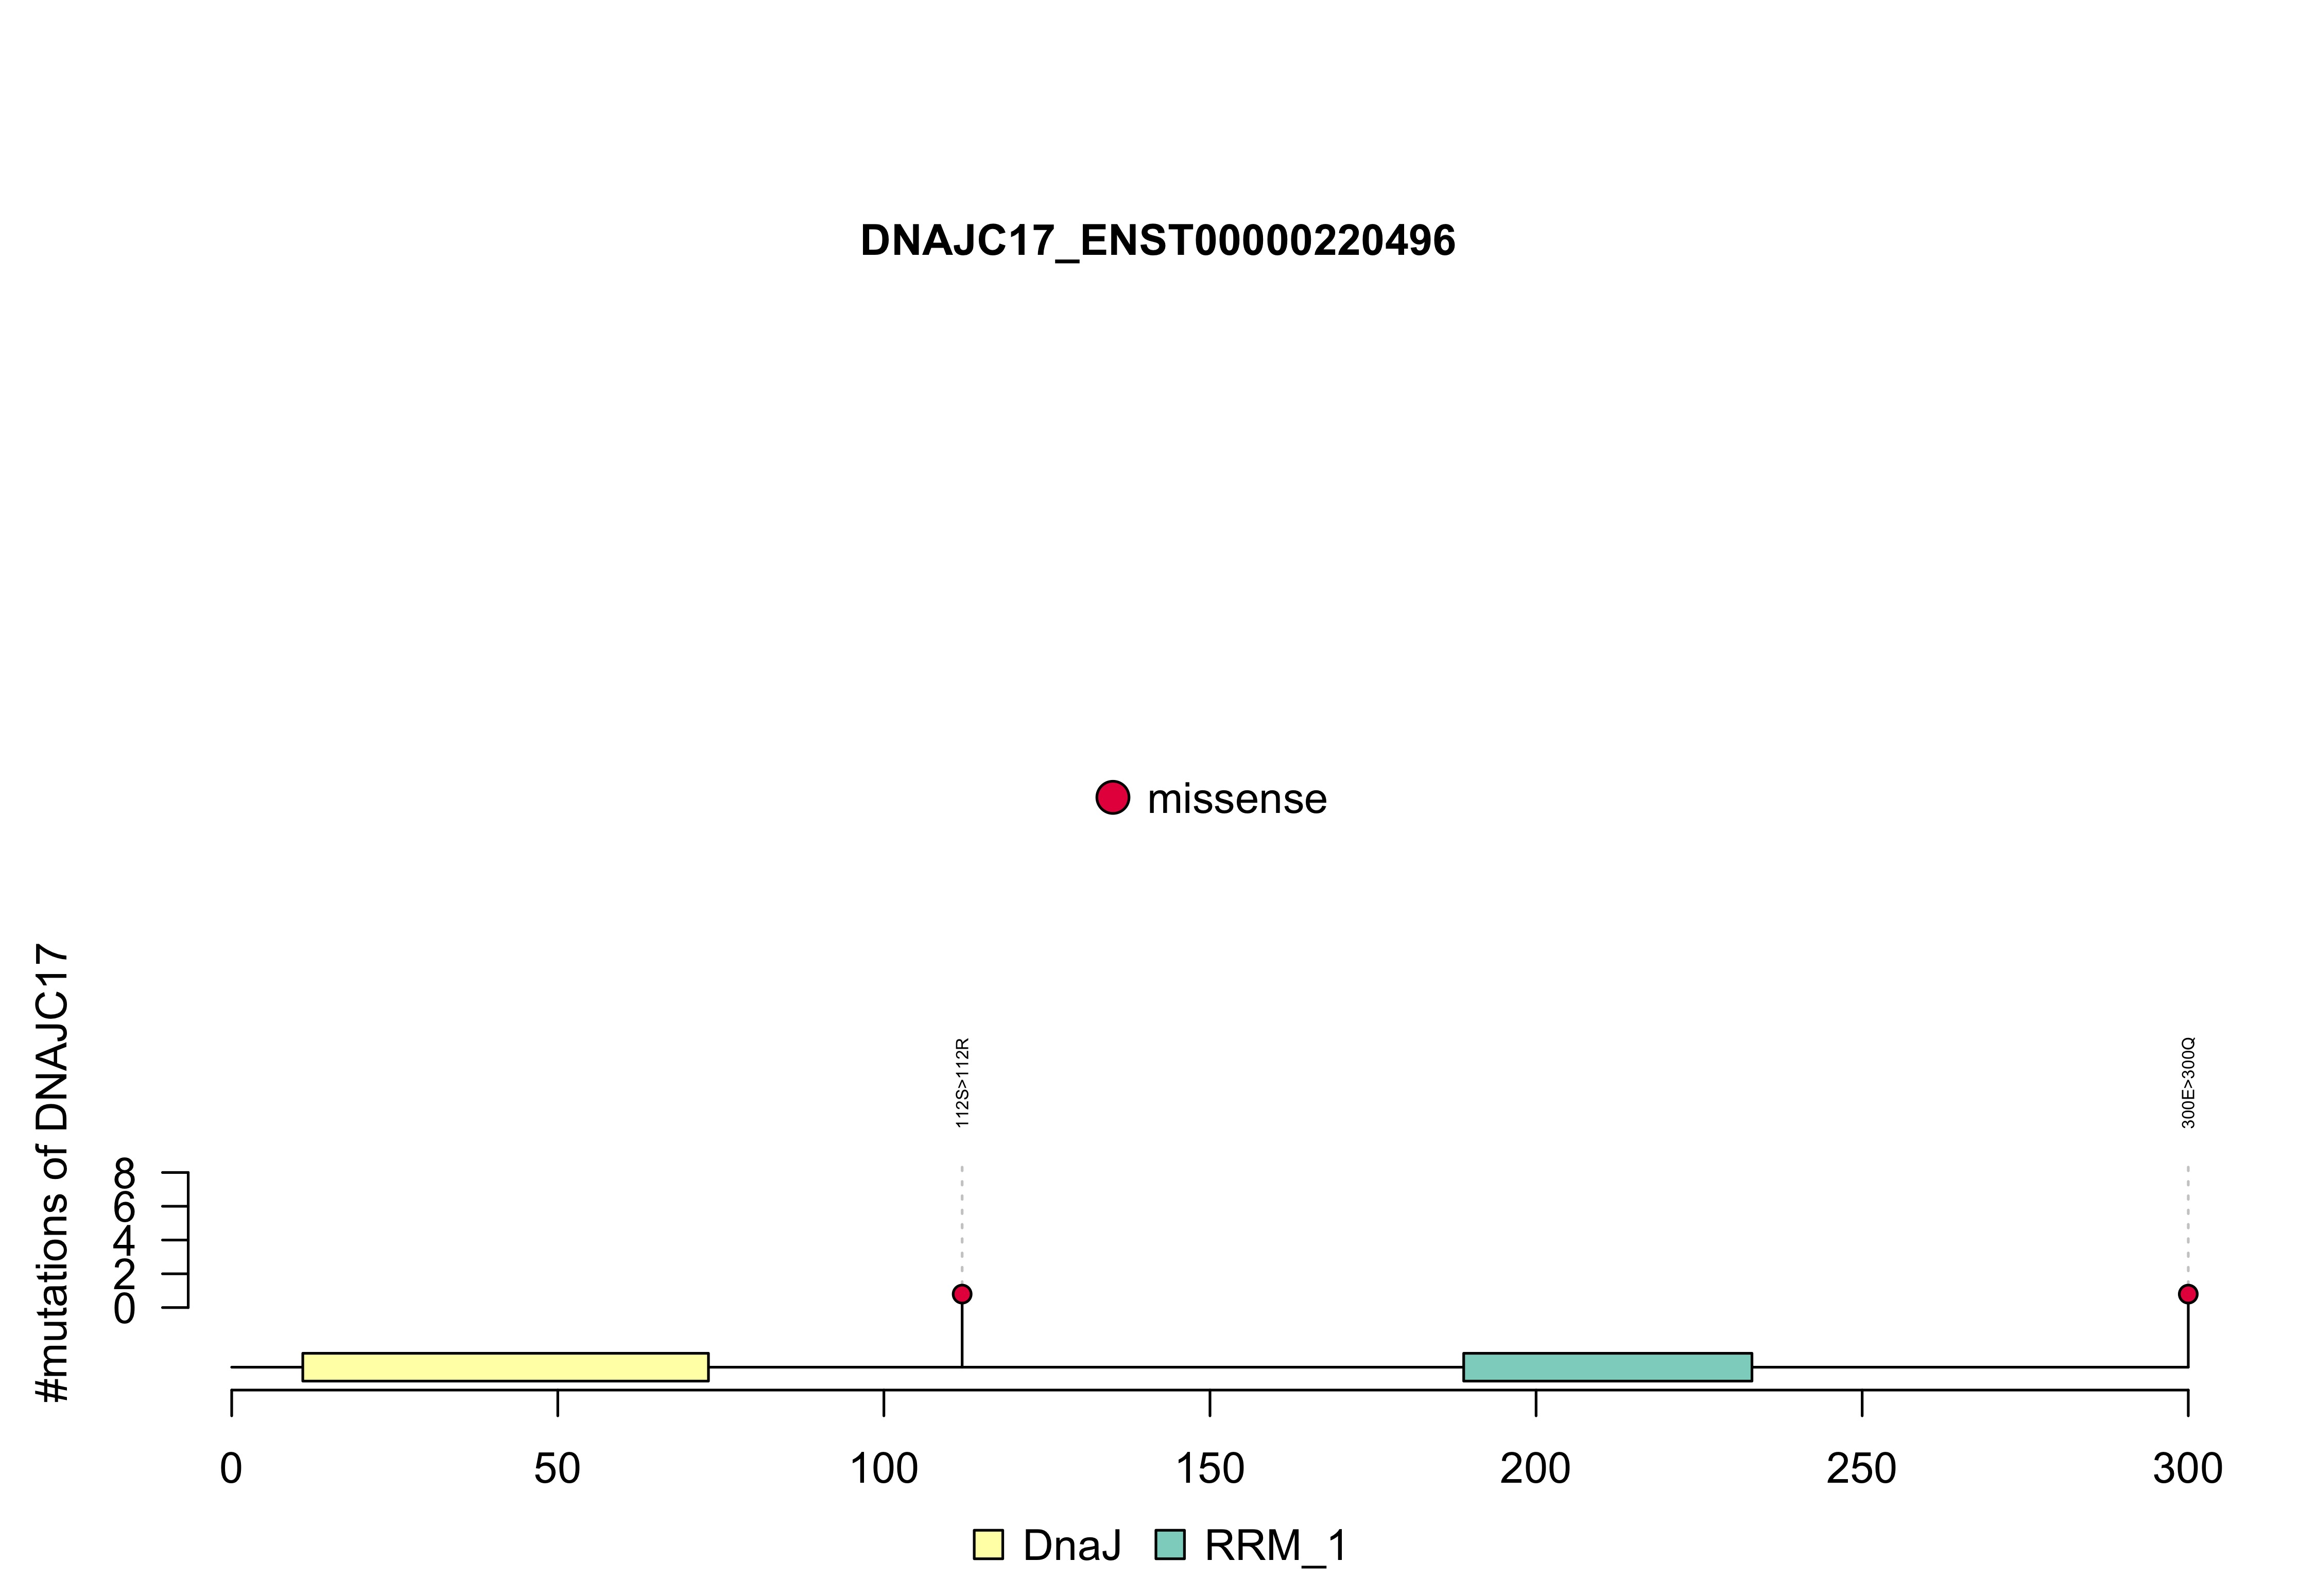 DNAJC17_ENST00000220496
missense
#mutations of DNAJC17
112S>112R
300E>300Q
8
6
4
2
0
0 50 100 150 200 250 300
DnaJ RRM_1